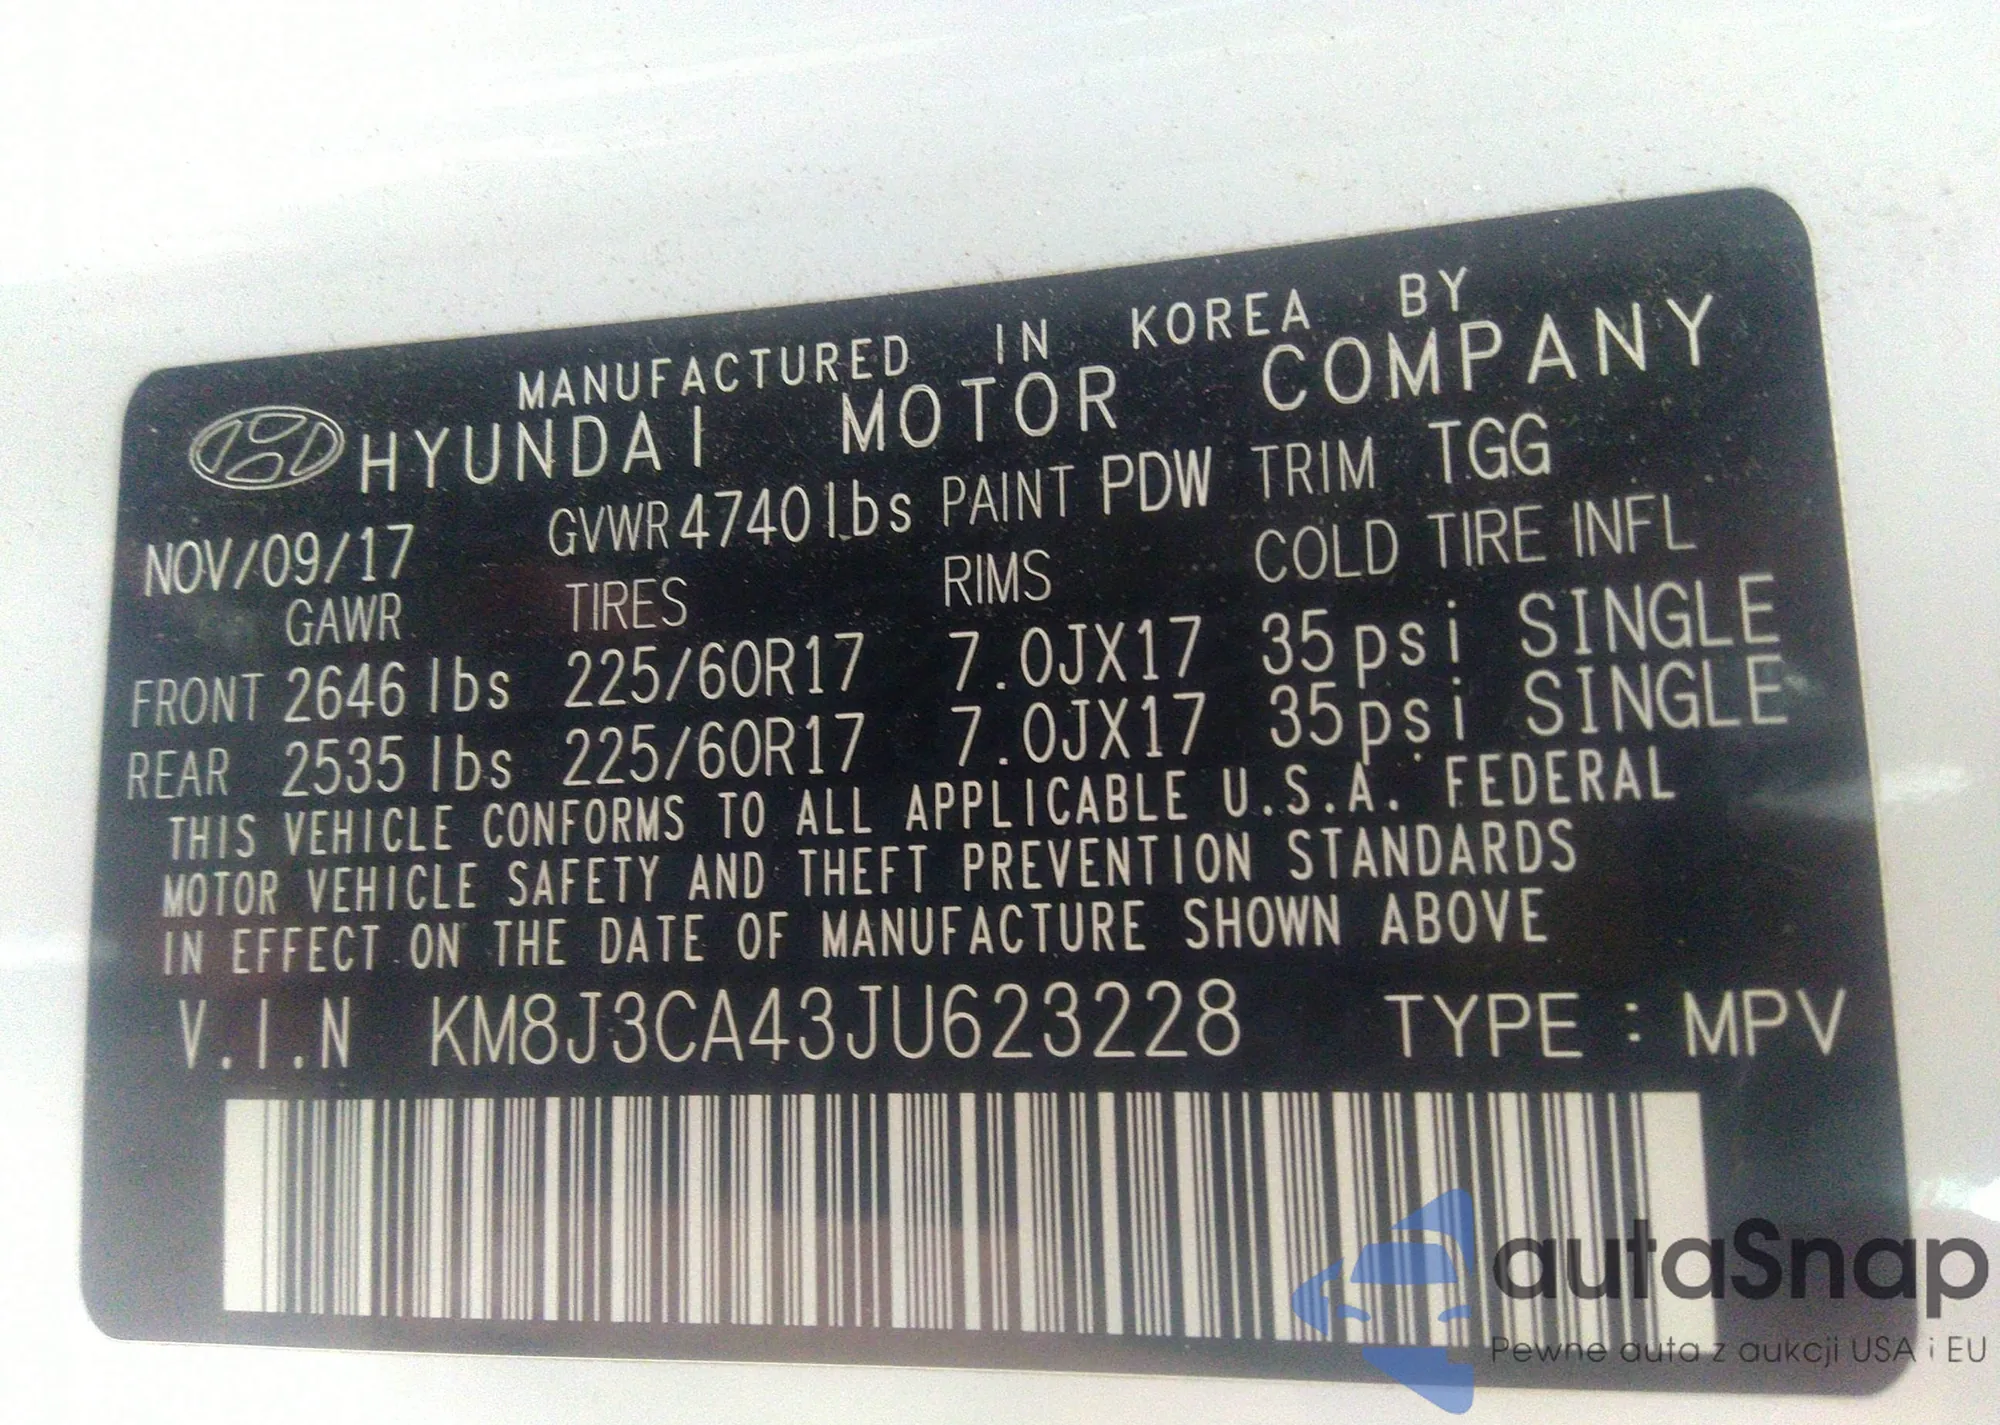 MANUFACTURED IN KOREA BY
HYUNDAI MOTOR COMPANY
NOV/09/17 GVWR 4740lbs PAINT PDW TRIM TGG
GAWR TIRES RIMS COLD TIRE INFL
FRONT 2646 lbs 225/60R17 7.0JX17 35psi SINGLE
REAR 2535 lbs 225/60R17 7.0JX17 35psi SINGLE
THIS VEHICLE CONFORMS TO ALL APPLICABLE U.S.A. FEDERAL
MOTOR VEHICLE SAFETY AND THEFT PREVENTION STANDARDS
IN EFFECT ON THE DATE OF MANUFACTURE SHOWN ABOVE
V.I.N KM8J3CA43JU623228 TYPE : MPV
autaSnap
Pewne auta z aukcji USA i EU